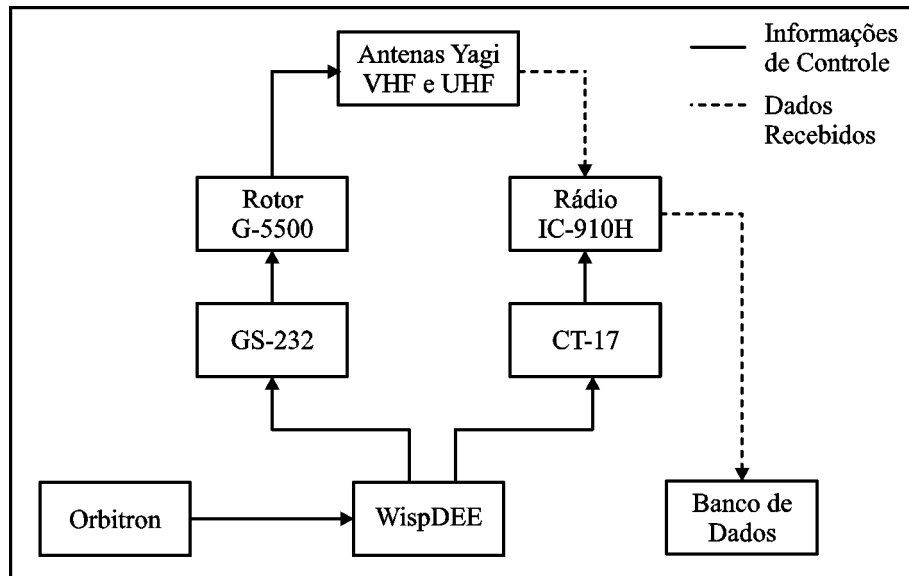 Antenas Yagi
VHF e UHF
Informações
de Controle
Dados
Recebidos
Rotor
G-5500
Rádio
IC-910H
GS-232
CT-17
Orbitron
WispDEE
Banco de
Dados